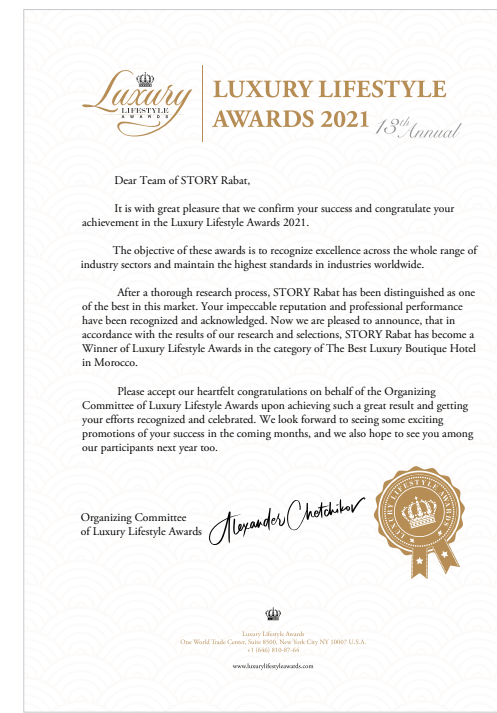 Luxury
LIFESTYLE
AWARDS
LUXURY LIFESTYLE
AWARDS 2021 13th Annual
Dear Team of STORY Rabat,
It is with great pleasure that we confirm your success and congratulate your
achievement in the Luxury Lifestyle Awards 2021.
The objective of these awards is to recognize excellence across the whole range of
industry sectors and maintain the highest standards in industries worldwide.
After a thorough research process, STORY Rabat has been distinguished as one
of the best in this market. Your impeccable reputation and professional performance
have been recognized and acknowledged. Now we are pleased to announce, that in
accordance with the results of our research and selections, STORY Rabat has become a
Winner of Luxury Lifestyle Awards in the category of The Best Luxury Boutique Hotel
in Morocco.
Please accept our heartfelt congratulations on behalf of the Organizing
Committee of Luxury Lifestyle Awards upon achieving such a great result and getting
your efforts recognized and celebrated. We look forward to seeing some exciting
promotions of your success in the coming months, and we also hope to see you among
our participants next year too.
Organizing Committee
of Luxury Lifestyle Awards
Alexander Chetchikov
LUXURY LIFESTYLE AWARDS
Luxury Lifestyle Awards
One World Trade Center, Suite 8500, New York City NY 10007 U.S.A.
+1 (646) 810-87-64
www.luxurylifestyleawards.com